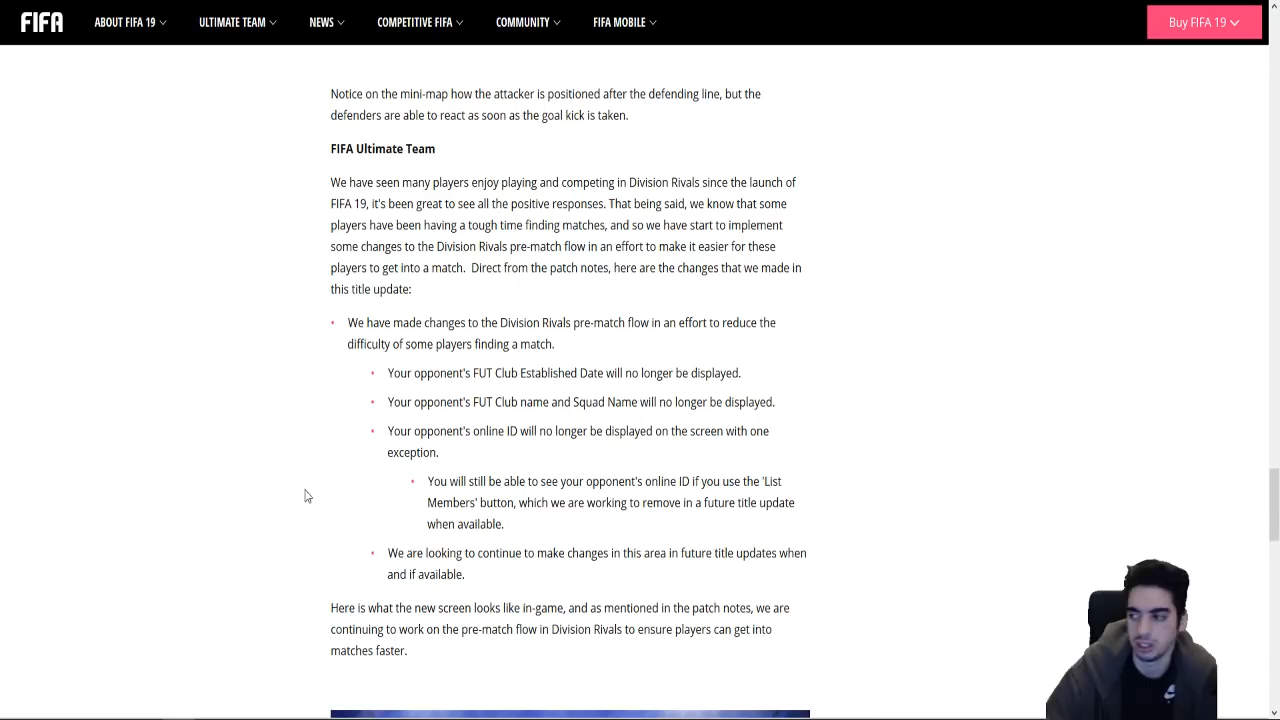 FIFA ABOUT FIFA 19 ULTIMATE TEAM NEWS COMPETITIVE FIFA COMMUNITY FIFA MOBILE Buy FIFA 19
Notice on the mini-map how the attacker is positioned after the defending line, but the
defenders are able to react as soon as the goal kick is taken.
FIFA Ultimate Team
We have seen many players enjoy playing and competing in Division Rivals since the launch of
FIFA 19, it's been great to see all the positive responses. That being said, we know that some
players have been having a tough time finding matches, and so we have start to implement
some changes to the Division Rivals pre-match flow in an effort to make it easier for these
players to get into a match. Direct from the patch notes, here are the changes that we made in
this title update:
• We have made changes to the Division Rivals pre-match flow in an effort to reduce the
difficulty of some players finding a match.
• Your opponent's FUT Club Established Date will no longer be displayed.
• Your opponent's FUT Club name and Squad Name will no longer be displayed.
• Your opponent's online ID will no longer be displayed on the screen with one
exception.
• You will still be able to see your opponent's online ID if you use the 'List
Members' button, which we are working to remove in a future title update
when available.
• We are looking to continue to make changes in this area in future title updates when
and if available.
Here is what the new screen looks like in-game, and as mentioned in the patch notes, we are
continuing to work on the pre-match flow in Division Rivals to ensure players can get into
matches faster.